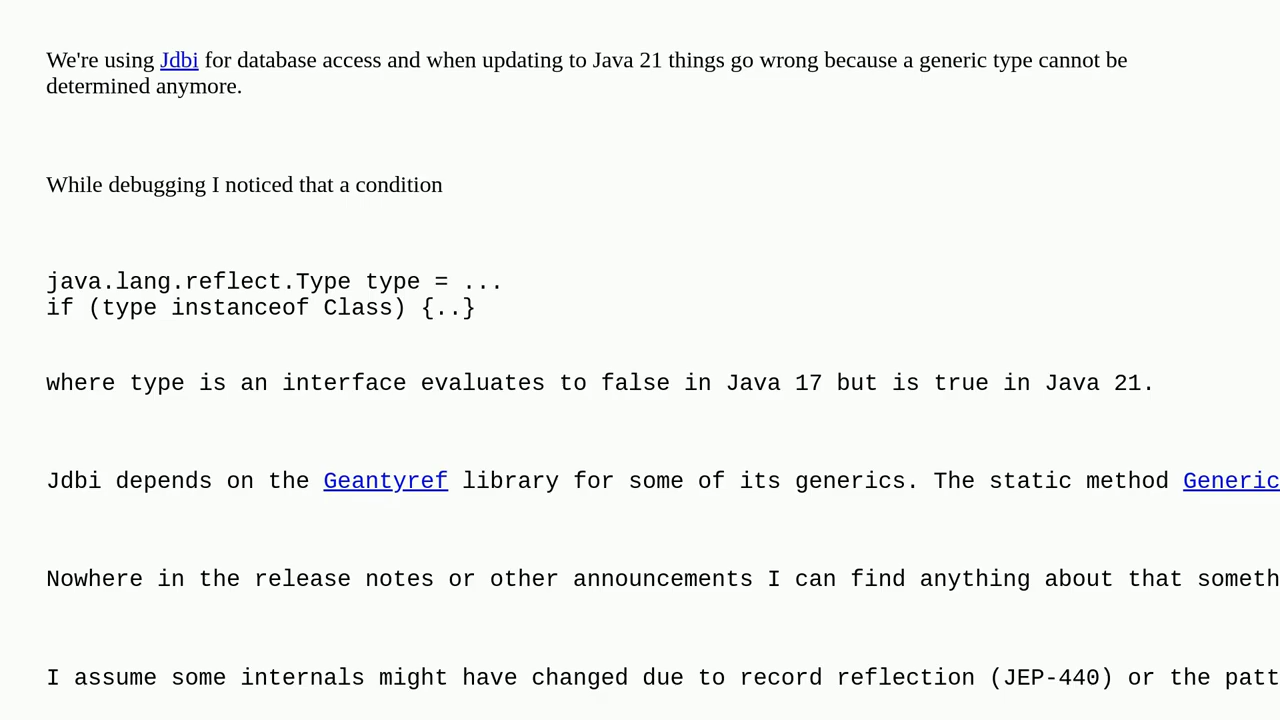 We're using Jdbi for database access and when updating to Java 21 things go wrong because a generic type cannot be
determined anymore.
While debugging I noticed that a condition
java.lang.reflect.Type type = ...
if (type instanceof Class) {..}
where type is an interface evaluates to false in Java 17 but is true in Java 21.
Jdbi depends on the Geantyref library for some of its generics. The static method Generic
Nowhere in the release notes or other announcements I can find anything about that someth
I assume some internals might have changed due to record reflection (JEP-440) or the patt